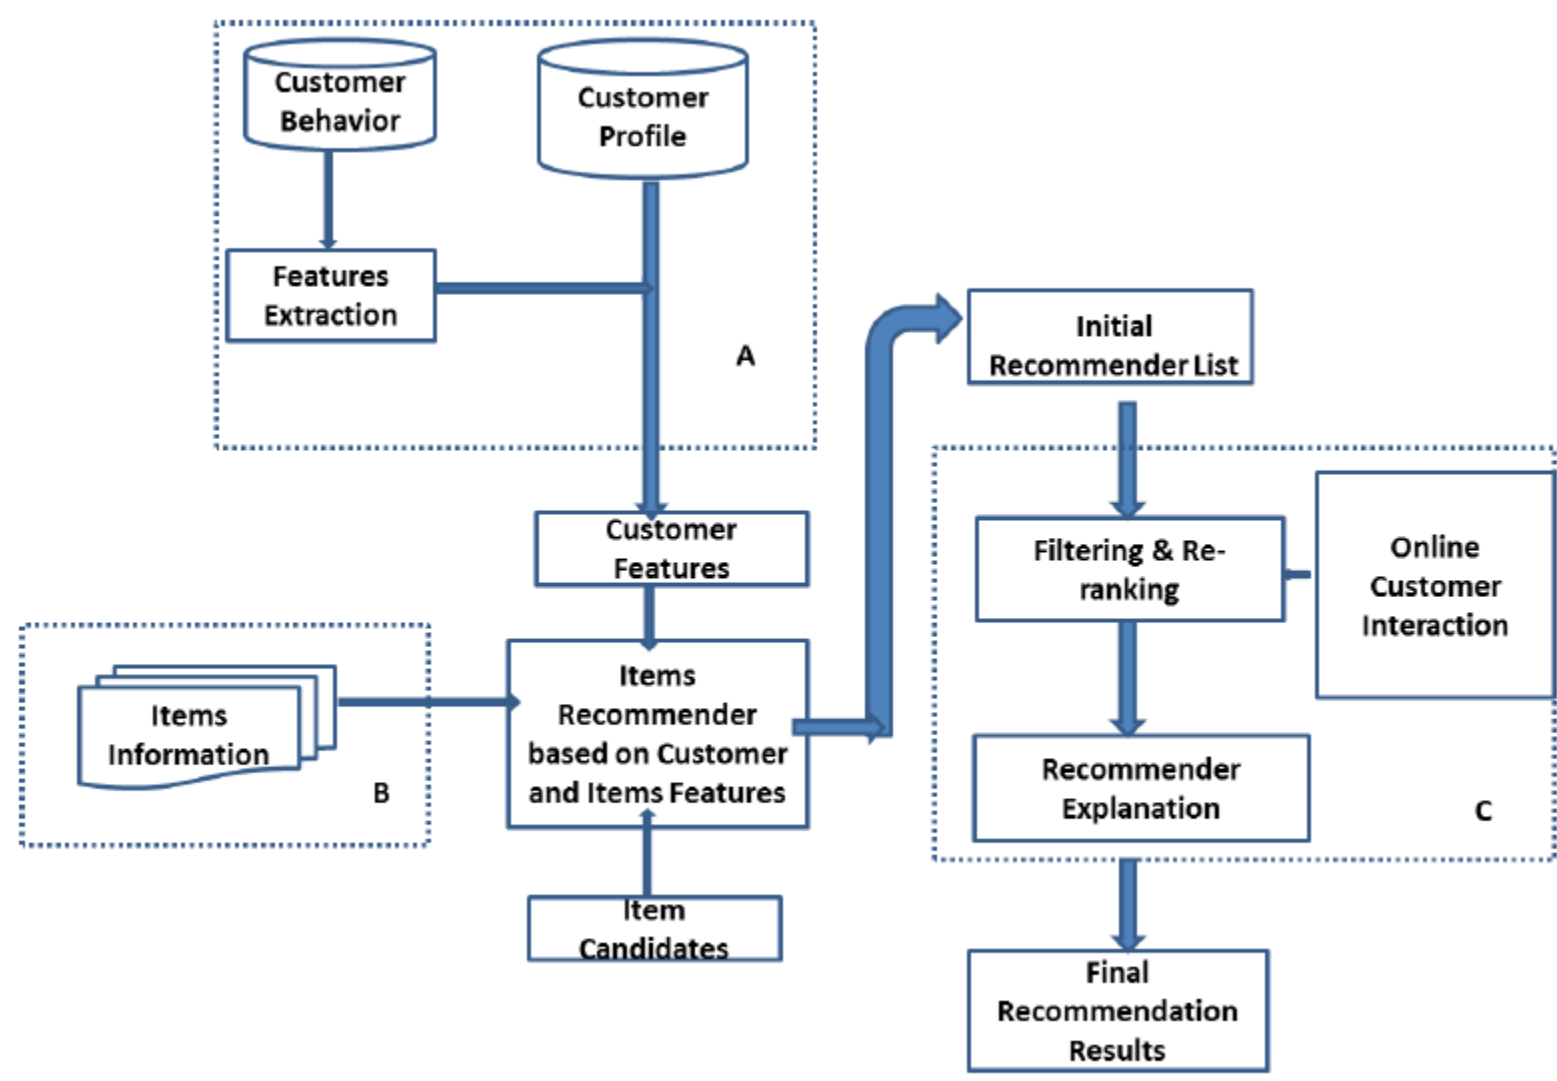 Customer
Behavior
Customer
Profile
Features
Extraction
A
Initial
Recommender List
Customer
Features
Filtering & Re-
ranking
Online
Customer
Interaction
Items
Information
B
Items
Recommender
based on Customer
and Items Features
Recommender
Explanation
C
Item
Candidates
Final
Recommendation
Results